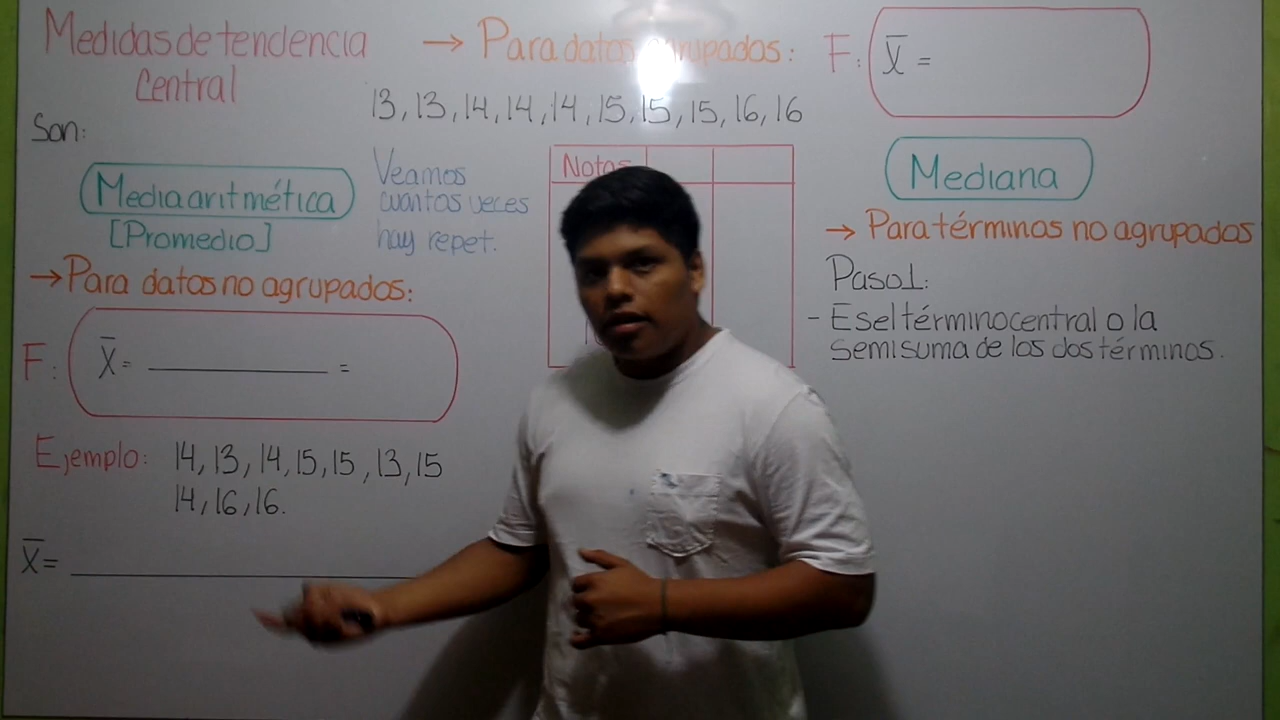 Medidas de tendencia
Central
Son:
Media aritmética
[Promedio]
→ Para datos no agrupados:
F: X̅ = __________ =
Ejemplo: 14, 13, 14, 15, 15, 13, 15
14, 16, 16.
X̅ = __________
→ Para datos agrupados:
13, 13, 14, 14, 14, 15, 15, 15, 16, 16
Veamos
cuantos veces
hay repet.
Notas
F: X̅ =
Mediana
→ Para términos no agrupados
Paso 1:
- Es el término central o la
semisuma de los dos términos.